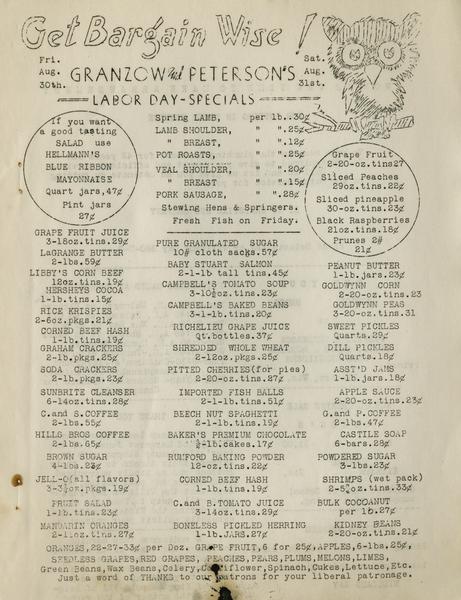 Get Bargain Wise!
Fri. Aug. 30th.
GRANZOW and PETERSON'S
Sat. Aug. 31st.
LABOR DAY-SPECIALS
If you want
a good tasting
SALAD use
HELLMANN'S
BLUE RIBBON
MAYONNAISE
Quart jars,47¢
Pint jars
27¢
Spring LAMB, per lb..30¢
LAMB SHOULDER, " " .25¢
" BREAST, " " .12¢
POT ROASTS, " " .25¢
VEAL SHOULDER, " " .20¢
" BREAST " " .15¢
PORK SAUSAGE, " " .28¢
Stewing Hens & Springers.
Fresh Fish on Friday.
Grape Fruit
2-20-oz.tins27
Sliced Peaches
29oz.tins.22¢
Sliced pineapple
30-oz.tins.23¢
Black Raspberries
21oz.tins.18¢
Prunes 2#
21¢
GRAPE FRUIT JUICE
3-18oz.tins.29¢
LaGRANGE BUTTER
2-lbs.59¢
LIBBY'S CORN BEEF
12oz.tins.19¢
HERSHEYS COCOA
1-lb.tins.15¢
RICE KRISPIES
2-6oz.pkgs.21¢
CORNED BEEF HASH
1-lb.tins.19¢
GRAHAM CRACKERS
2-lb.pkgs.25¢
SODA CRACKERS
2-lb.pkgs.23¢
SUNBRITE CLEANSER
6-14oz.tins.28¢
C.and S.COFFEE
2-lbs.55¢
HILLS BROS COFFEE
2-lbs.65¢
BROWN SUGAR
4-lbs.23¢
JELL-O(all flavors)
3-3¼oz.pkgs.19¢
FRUIT SALAD
1-lb.tins.23¢
MANDARIN ORANGES
2-11oz.tins.27¢
PURE GRANULATED SUGAR
10# cloth sacks.57¢
BABY STUART, SALMON
2-1-lb tall tins.45¢
CAMPBELL'S TOMATO SOUP
3-10½oz.tins.23¢
CAMPBELL'S BAKED BEANS
3-1-lb.tins.20¢
RICHELIEU GRAPE JUICE
Qt.bottles.37¢
SHREDDED WHOLE WHEAT
2-12oz.pkgs.25¢
PITTED CHERRIES(for pies)
2-20-oz.tins.27¢
IMPORTED FISH BALLS
2-1-lb.tins.51¢
BEECH NUT SPAGHETTI
2-1-lb.tins.19¢
BAKER'S PREMIUM CHOCOLATE
½-lb.cakes.17¢
RUMFORD BAKING POWDER
12-oz.tins.22¢
CORNED BEEF HASH
1-lb.tins.19¢
C.and B.TOMATO JUICE
3-14oz.tins.29¢
BONELESS PICKLED HERRING
1-lb.JARS.27¢
PEANUT BUTTER
1-lb.jars.23¢
GOLDWYNN CORN
2-20-oz.tins.23
GOLDWYNN PEAS
3-20-oz.tins.31
SWEET PICKLES
Quarts.29¢
DILL PICKLES
Quarts.18¢
ASST'D JAMS
1-lb.jars.18¢
APPLE SAUCE
2-20-oz.tins.23¢
G.and P.COFFEE
2-lbs.47¢
CASTILE SOAP
6-bars.28¢
POWDERED SUGAR
3-lbs.23¢
SHRIMPS (wet pack)
2-5¾oz.tins.33¢
BULK COCOANUT
per lb.27¢
KIDNEY BEANS
2-20-oz.tins.21¢
ORANGES,22-27-33¢ per Doz. GRAPE FRUIT,6 for 25¢,APPLES,6-lbs.25¢,
SEEDLESS GRAPES,RED GRAPES, PEACHES,PEARS,PLUMS,MELONS,LIMES,
Green Beans,Wax Beans,Celery,Cauliflower,Spinach,Cukes,Lettuce,Etc.
Just a word of THANKS to our patrons for your liberal patronage.